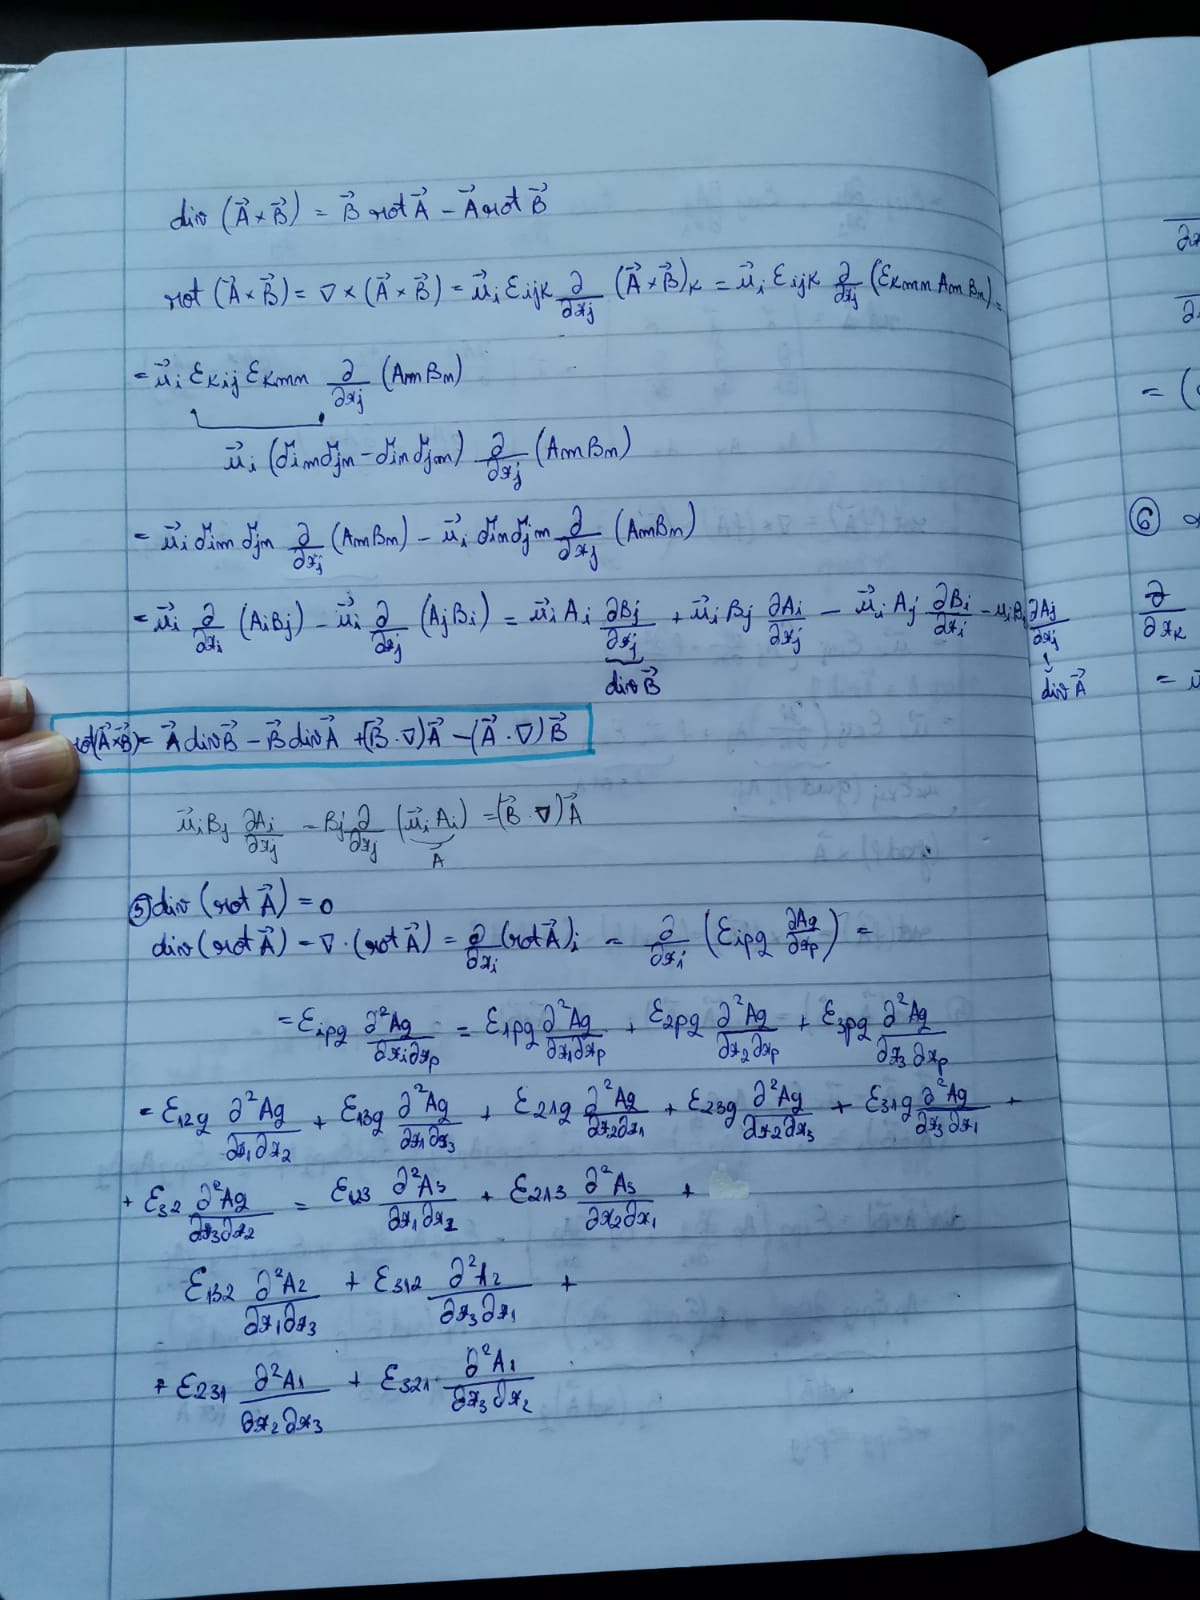 div (A⃗ × B⃗) = B⃗ rot A⃗ − A⃗ rot B⃗
rot (A⃗ × B⃗) = ∇ × (A⃗ × B⃗) = u⃗i εijk ∂/∂xj (A⃗ × B⃗)k = u⃗i εijk ∂/∂xj (εkmn Am Bn) =
= u⃗i εkij εkmn ∂/∂xj (Am Bn)
u⃗i (δim δjn − δin δjm) ∂/∂xj (Am Bn)
= u⃗i δim δjn ∂/∂xj (Am Bn) − u⃗i δin δjm ∂/∂xj (Am Bn)
= u⃗i ∂/∂xi (Ai Bj) − u⃗i ∂/∂xj (Aj Bi) = u⃗i Ai ∂Bj/∂xj + u⃗i Bj ∂Ai/∂xj − u⃗i Aj ∂Bi/∂xi − ui Bi ∂Aj/∂xj
div B⃗ div A⃗
rot(A⃗×B⃗) = A⃗ div B⃗ − B⃗ div A⃗ + (B⃗ · ∇) A⃗ − (A⃗ · ∇) B⃗
u⃗i Bj ∂Ai/∂xj = Bj ∂/∂xj (u⃗i Ai) = (B⃗ · ∇) A⃗
A⃗
⑤ div (rot A⃗) = 0
div (rot A⃗) = ∇ · (rot A⃗) = ∂/∂xi (rot A⃗)i = ∂/∂xi (εipq ∂Aq/∂xp) =
= εipq ∂²Aq/∂xi∂xp = ε1pq ∂²Aq/∂x1∂xp + ε2pq ∂²Aq/∂x2∂xp + ε3pq ∂²Aq/∂x3∂xp
= ε12q ∂²Aq/∂x1∂x2 + ε13q ∂²Aq/∂x1∂x3 + ε21q ∂²Aq/∂x2∂x1 + ε23q ∂²Aq/∂x2∂x3 + ε31q ∂²Aq/∂x3∂x1 +
+ ε32 ∂²Aq/∂x3∂x2 = ε123 ∂²A3/∂x1∂x2 + ε213 ∂²A3/∂x2∂x1 +
ε132 ∂²A2/∂x1∂x3 + ε312 ∂²A2/∂x3∂x1 +
+ ε231 ∂²A1/∂x2∂x3 + ε321 ∂²A1/∂x3∂x2
= (
⑥
∂/∂xk
=